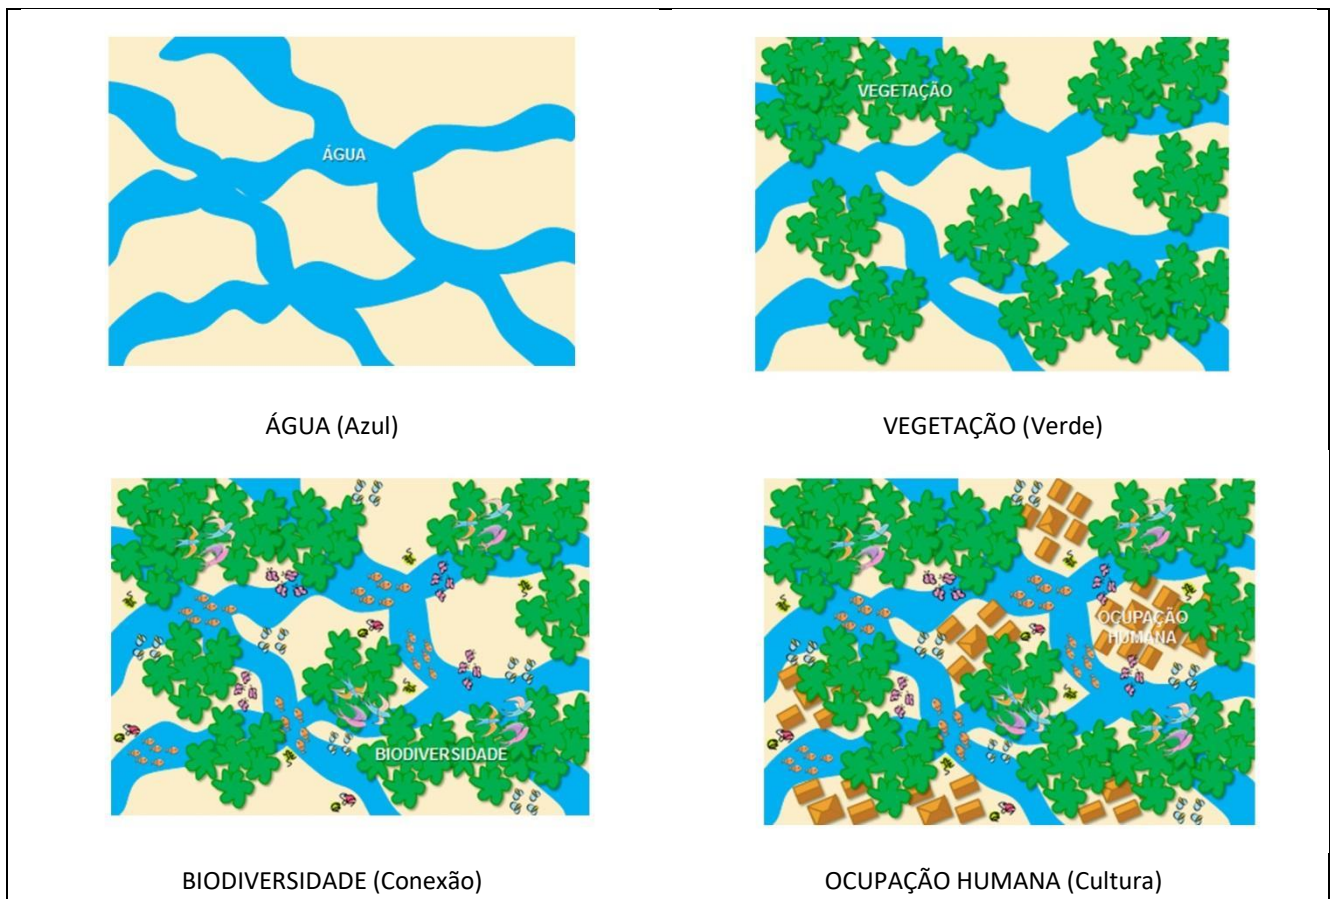 ÁGUA
VEGETAÇÃO
ÁGUA (Azul)
VEGETAÇÃO (Verde)
BIODIVERSIDADE
OCUPAÇÃO
HUMANA
BIODIVERSIDADE (Conexão)
OCUPAÇÃO HUMANA (Cultura)